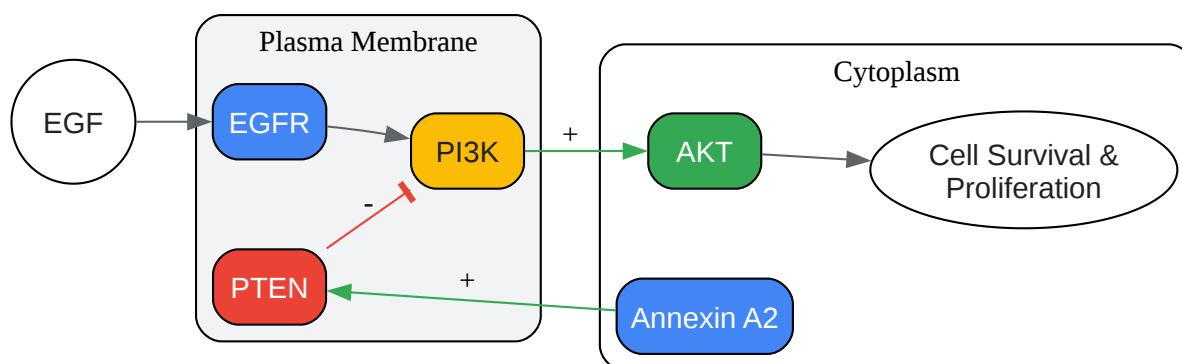 Plasma Membrane
Cytoplasm
EGF
EGFR
PI3K
+
AKT
Cell Survival &
Proliferation
-
PTEN
+
Annexin A2